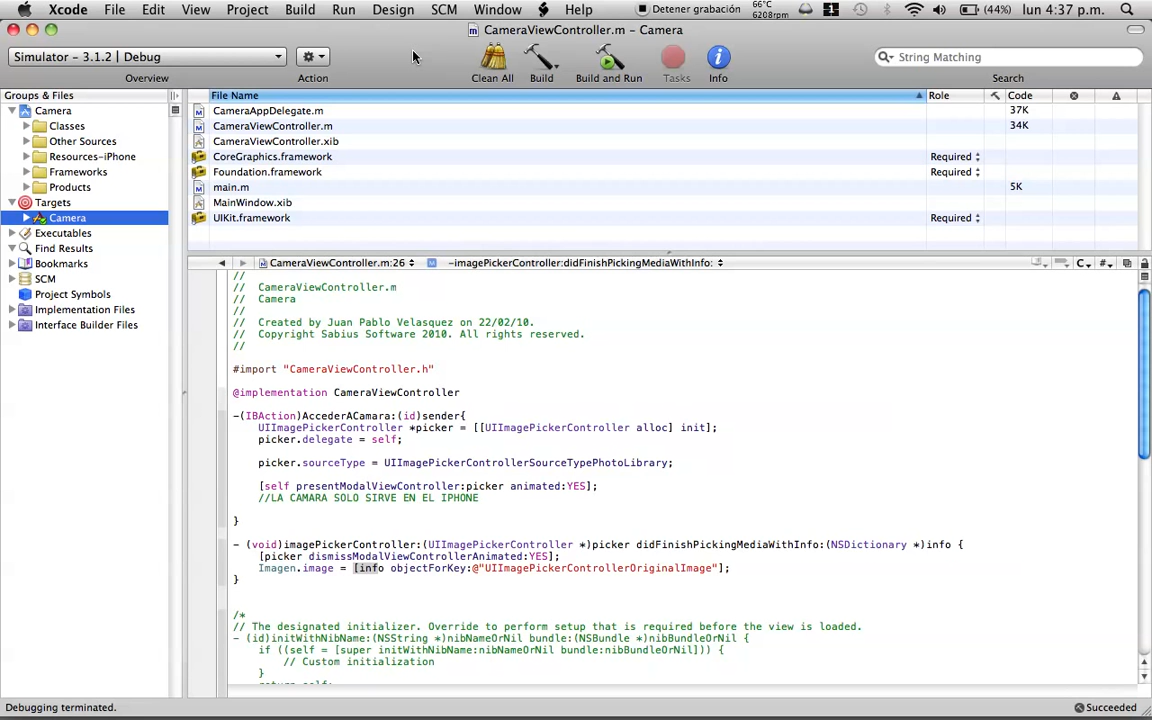 Xcode File Edit View Project Build Run Design SCM Window Help Detener grabación 66°C 6208rpm 1 (44%) lun 4:37 p.m.
CameraViewController.m – Camera
Simulator - 3.1.2 | Debug String Matching
Overview Action Clean All Build Build and Run Tasks Info Search
Groups & Files File Name Role Code
Camera CameraAppDelegate.m 37K
Classes CameraViewController.m 34K
Other Sources CameraViewController.xib
Resources-iPhone CoreGraphics.framework Required
Frameworks Foundation.framework Required
Products main.m 5K
Targets MainWindow.xib
Camera UIKit.framework Required
Executables
Find Results
Bookmarks CameraViewController.m:26 -imagePickerController:didFinishPickingMediaWithInfo: C #
SCM
Project Symbols
Implementation Files
Interface Builder Files
//
// CameraViewController.m
// Camera
//
// Created by Juan Pablo Velasquez on 22/02/10.
// Copyright Sabius Software 2010. All rights reserved.
//
#import "CameraViewController.h"
@implementation CameraViewController
-(IBAction)AccederACamara:(id)sender{
UIImagePickerController *picker = [[UIImagePickerController alloc] init];
picker.delegate = self;
picker.sourceType = UIImagePickerControllerSourceTypePhotoLibrary;
[self presentModalViewController:picker animated:YES];
//LA CAMARA SOLO SIRVE EN EL IPHONE
}
- (void)imagePickerController:(UIImagePickerController *)picker didFinishPickingMediaWithInfo:(NSDictionary *)info {
[picker dismissModalViewControllerAnimated:YES];
Imagen.image = [info objectForKey:@"UIImagePickerControllerOriginalImage"];
}
/*
// The designated initializer. Override to perform setup that is required before the view is loaded.
- (id)initWithNibName:(NSString *)nibNameOrNil bundle:(NSBundle *)nibBundleOrNil {
if ((self = [super initWithNibName:nibNameOrNil bundle:nibBundleOrNil])) {
// Custom initialization
}
return self;
Debugging terminated. Succeeded